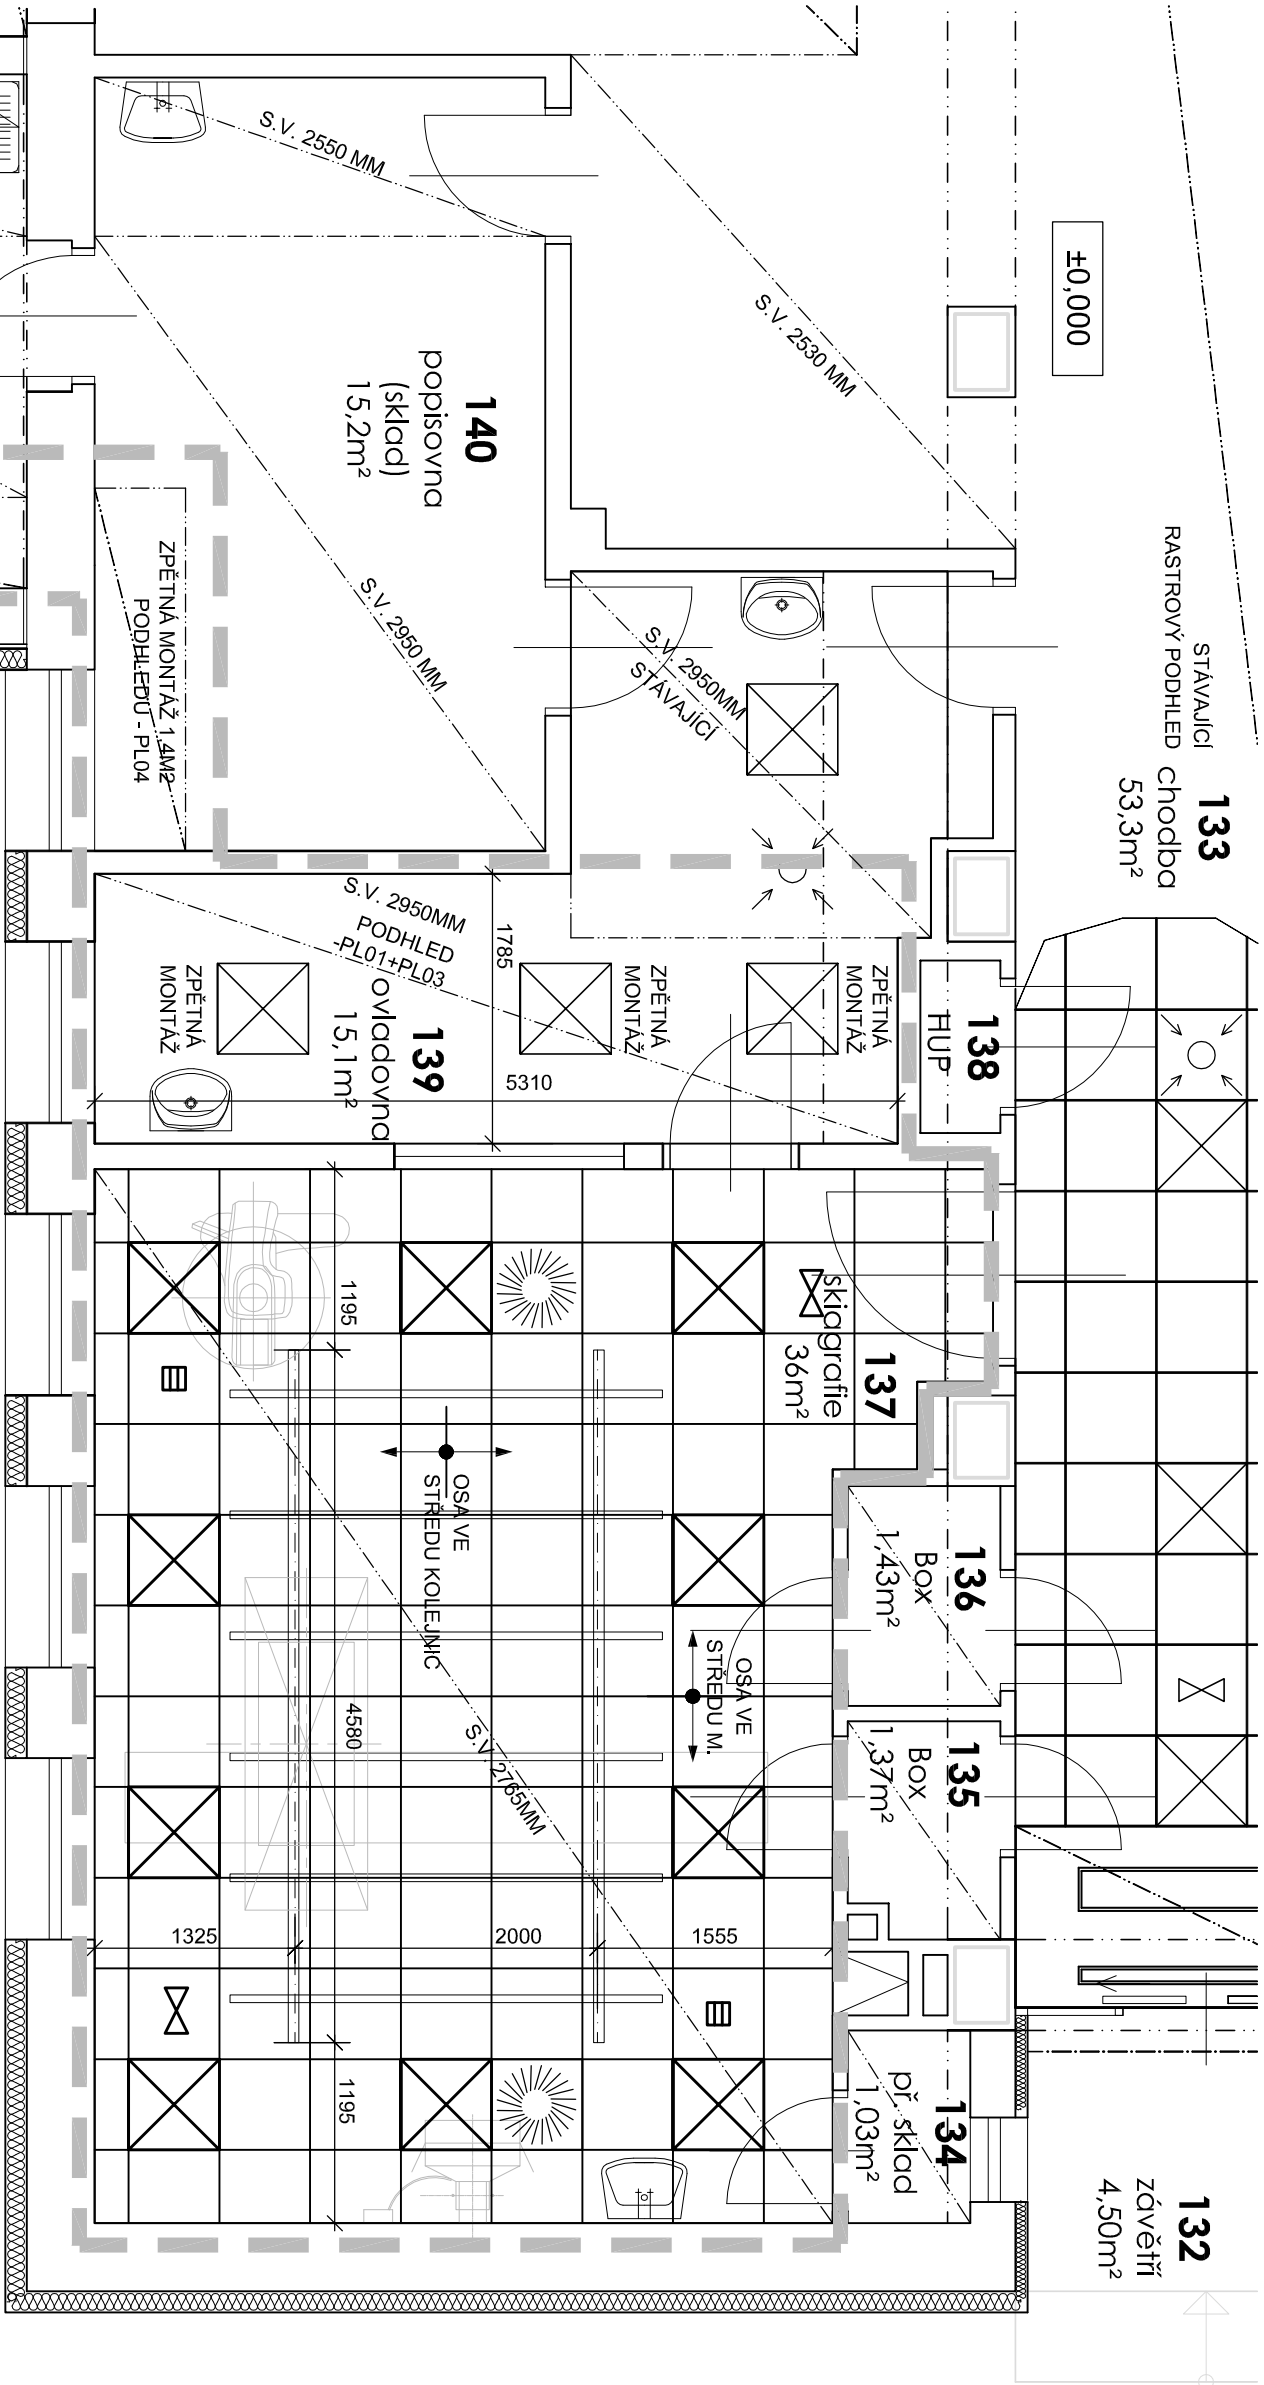 ±0,000
S.V. 2550 MM
S.V. 2530 MM
140
popisovna
(sklad)
15,2m²
STÁVAJÍCÍ
RASTROVÝ PODHLED
133
chodba
53,3m²
S.V. 2950 MM
ZPĚTNÁ MONTÁŽ 1,4M2
PODHLEDU - PL04
S.V. 2950MM
STÁVAJÍCÍ
S.V. 2950MM
PODHLED
-PL01+PL03
1785
5310
ZPĚTNÁ
MONTÁŽ
ZPĚTNÁ
MONTÁŽ
ZPĚTNÁ
MONTÁŽ
139
ovladovna
15,1m²
138
HUP
137
skiagrafie
36m²
1195
OSA VE
STŘEDU KOLEJNIC
OSA VE
STŘEDU M.
136
Box
1,43m²
135
Box
1,37m²
4580
S.V. 2765MM
1325
2000
1555
1195
134
př. sklad
1,03m²
132
závětří
4,50m²